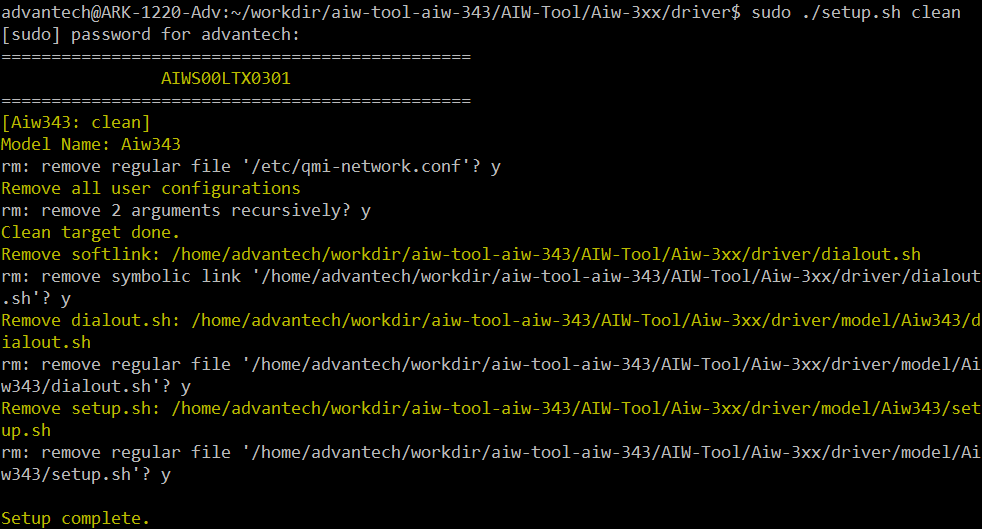 advantech@ARK-1220-Adv:~/workdir/aiw-tool-aiw-343/AIW-Tool/Aiw-3xx/driver$ sudo ./setup.sh clean
[sudo] password for advantech:
===============================================
AIWS00LTX0301
===============================================
[Aiw343: clean]
Model Name: Aiw343
rm: remove regular file '/etc/qmi-network.conf'? y
Remove all user configurations
rm: remove 2 arguments recursively? y
Clean target done.
Remove softlink: /home/advantech/workdir/aiw-tool-aiw-343/AIW-Tool/Aiw-3xx/driver/dialout.sh
rm: remove symbolic link '/home/advantech/workdir/aiw-tool-aiw-343/AIW-Tool/Aiw-3xx/driver/dialout
.sh'? y
Remove dialout.sh: /home/advantech/workdir/aiw-tool-aiw-343/AIW-Tool/Aiw-3xx/driver/model/Aiw343/d
ialout.sh
rm: remove regular file '/home/advantech/workdir/aiw-tool-aiw-343/AIW-Tool/Aiw-3xx/driver/model/Ai
w343/dialout.sh'? y
Remove setup.sh: /home/advantech/workdir/aiw-tool-aiw-343/AIW-Tool/Aiw-3xx/driver/model/Aiw343/set
up.sh
rm: remove regular file '/home/advantech/workdir/aiw-tool-aiw-343/AIW-Tool/Aiw-3xx/driver/model/Ai
w343/setup.sh'? y
Setup complete.